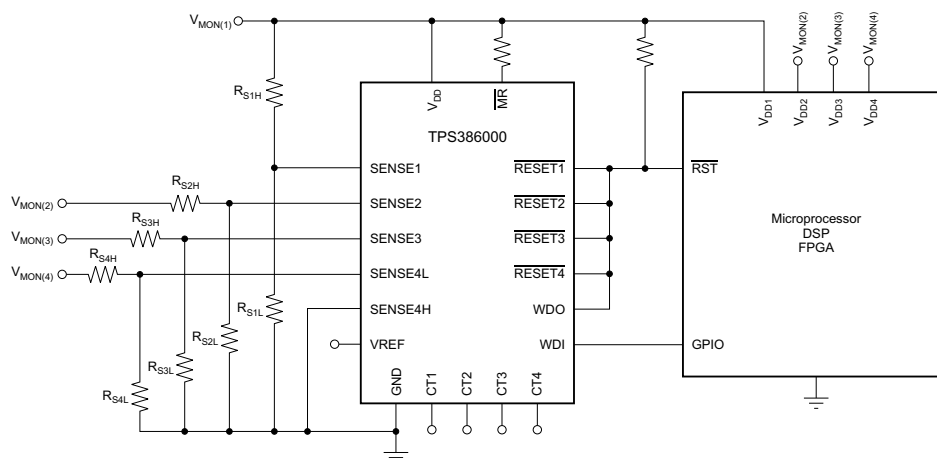 VMON(1)
VMON(2)
VMON(3)
VMON(4)
RS1H
VDD
MR
VDD1
VDD2
VDD3
VDD4
TPS386000
SENSE1
RESET1
RST
RS2H
VMON(2)
SENSE2
RESET2
RS3H
VMON(3)
SENSE3
RESET3
Microprocessor
DSP
FPGA
RS4H
VMON(4)
SENSE4L
RESET4
RS1L
SENSE4H
WDO
RS2L
VREF
WDI
GPIO
RS3L
RS4L
GND
CT1
CT2
CT3
CT4